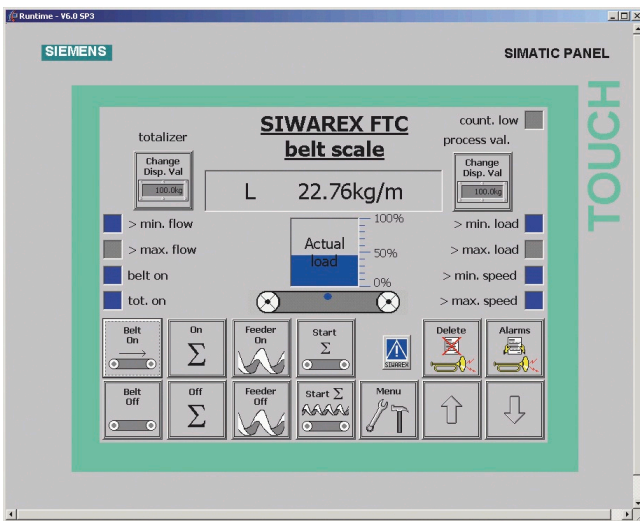 Runtime - V6.0 SP3
SIEMENS
SIMATIC PANEL
TOUCH
SIWAREX FTC
belt scale
count. low
totalizer
process val.
Change
Disp. Val
100.0kg
Change
Disp. Val
100.0kg
L 22.76kg/m
> min. flow
> max. flow
belt on
tot. on
Actual
load
100%
50%
0%
> min. load
> max. load
> min. speed
> max. speed
Belt
On
On
Σ
Feeder
On
Start
Σ
SIWAREX
Delete
Alarms
Belt
Off
Off
Σ
Feeder
Off
Start Σ
Menu